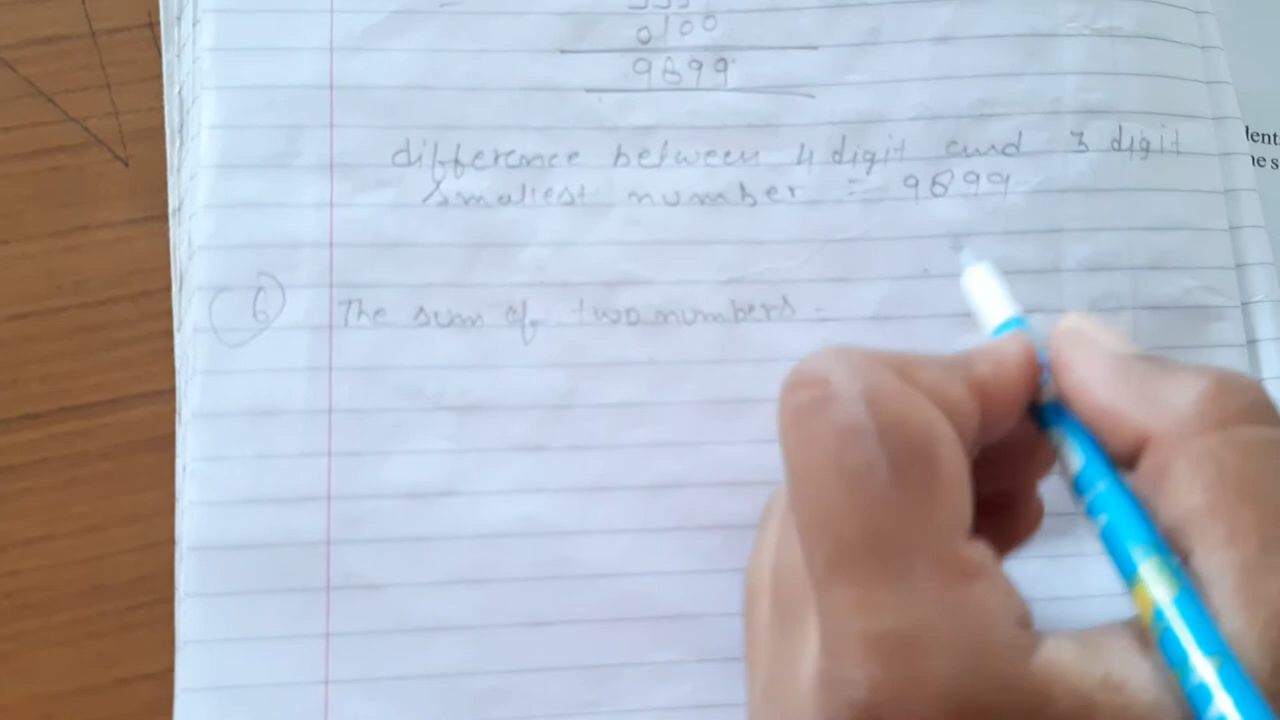 0100
9899
difference between 4 digit and 3 digit
smallest number = 9899
6 The sum of two numbers =